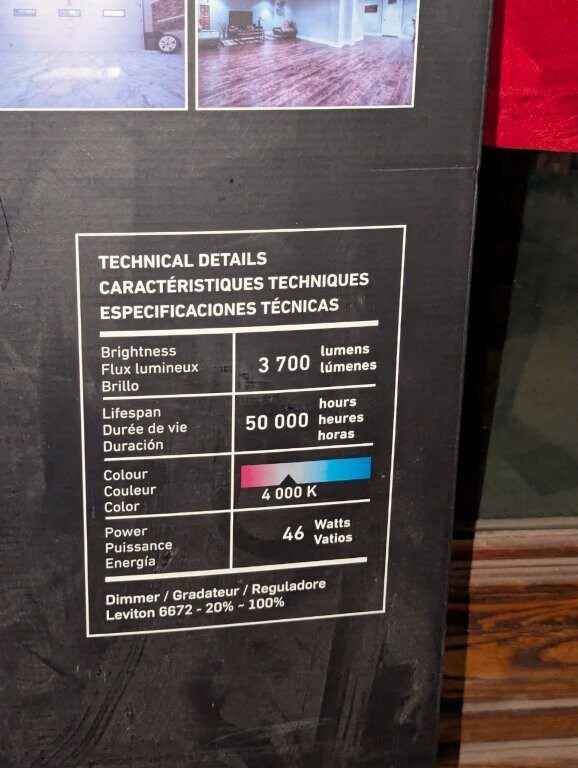 TECHNICAL DETAILS
CARACTÉRISTIQUES TECHNIQUES
ESPECIFICACIONES TÉCNICAS
Brightness
Flux lumineux
Brillo
3 700 lumens
lúmenes
Lifespan
Durée de vie
Duración
50 000 hours
heures
horas
Colour
Couleur
Color
4 000 K
Power
Puissance
Energía
46 Watts
Vatios
Dimmer / Gradateur / Reguladore
Leviton 6672 - 20% ~ 100%